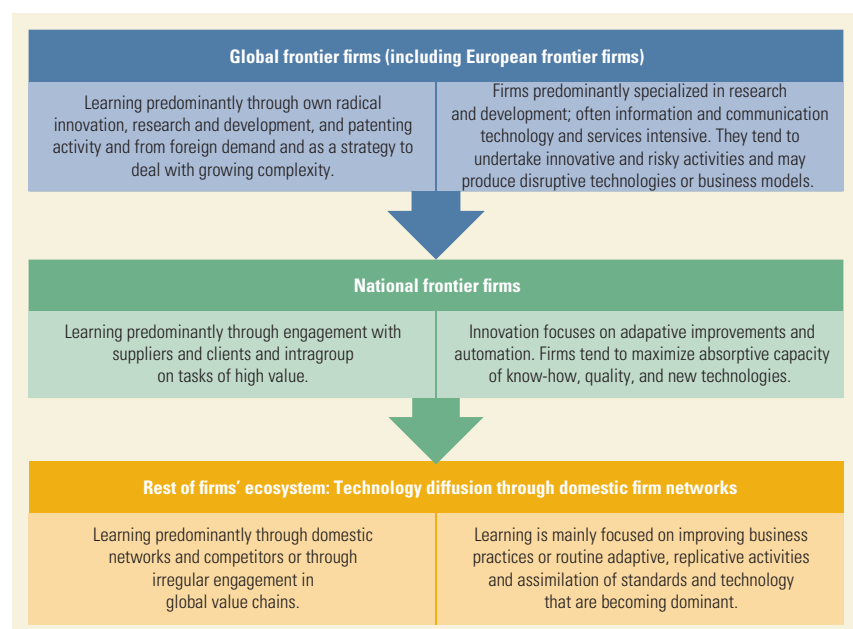 Global frontier firms (including European frontier firms)
Learning predominantly through own radical
innovation, research and development, and patenting
activity and from foreign demand and as a strategy to
deal with growing complexity.
Firms predominantly specialized in research
and development; often information and communication
technology and services intensive. They tend to
undertake innovative and risky activities and may
produce disruptive technologies or business models.
National frontier firms
Learning predominantly through engagement with
suppliers and clients and intragroup
on tasks of high value.
Innovation focuses on adaptive improvements and
automation. Firms tend to maximize absorptive capacity
of know-how, quality, and new technologies.
Rest of firms’ ecosystem: Technology diffusion through domestic firm networks
Learning predominantly through domestic
networks and competitors or through
irregular engagement in
global value chains.
Learning is mainly focused on improving business
practices or routine adaptive, replicative activities
and assimilation of standards and technology
that are becoming dominant.